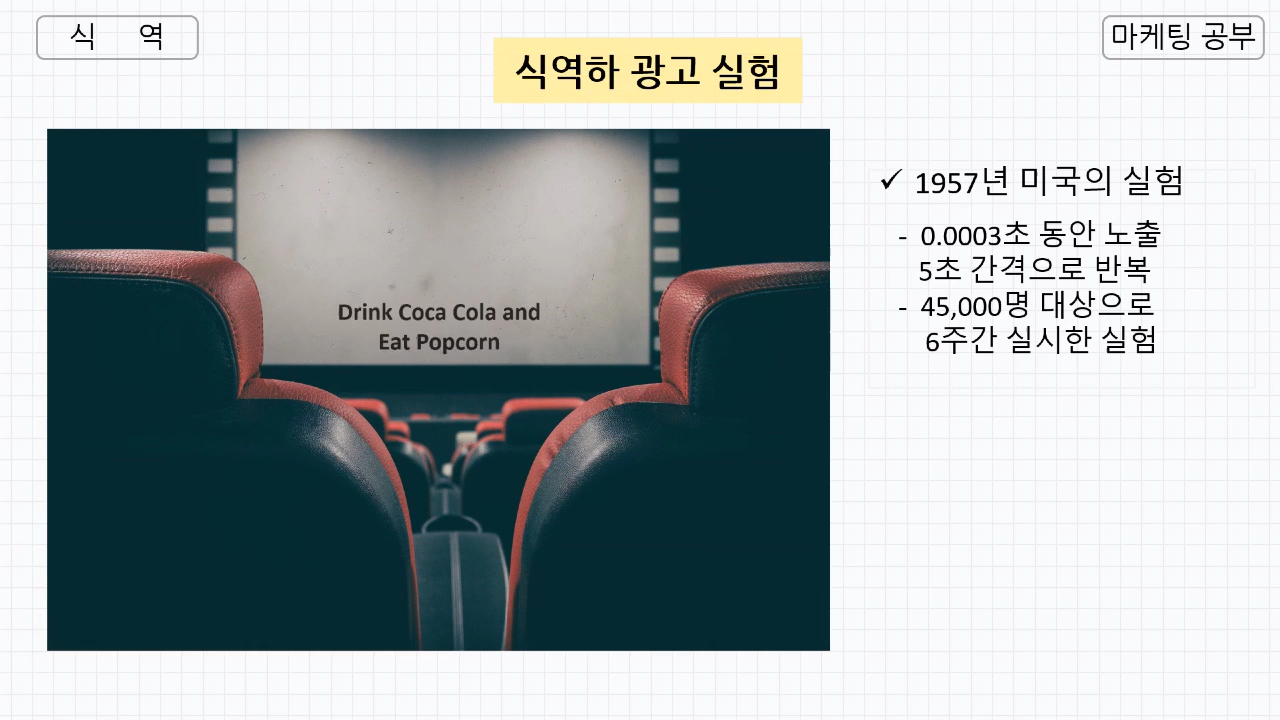 식 역
마케팅 공부
식역하 광고 실험
Drink Coca Cola and
Eat Popcorn
✓ 1957년 미국의 실험
- 0.0003초 동안 노출
5초 간격으로 반복
- 45,000명 대상으로
6주간 실시한 실험